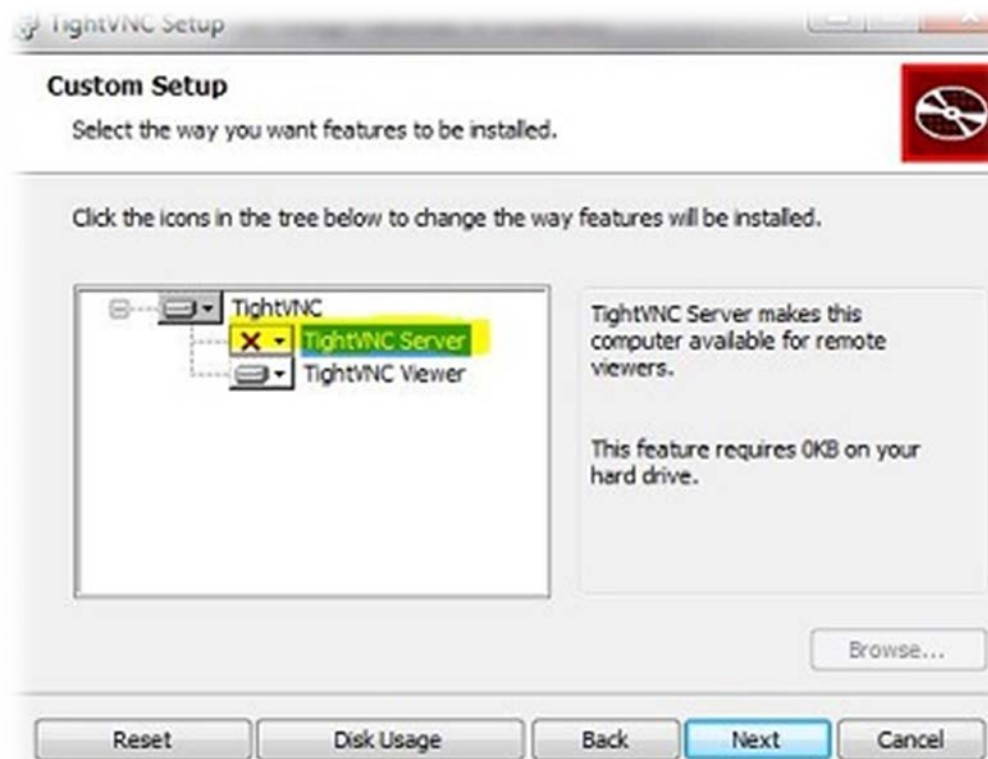 TightVNC Setup
Custom Setup
Select the way you want features to be installed.
Click the icons in the tree below to change the way features will be installed.
TightVNC
TightVNC Server
TightVNC Viewer
TightVNC Server makes this
computer available for remote
viewers.
This feature requires 0KB on your
hard drive.
Browse...
Reset
Disk Usage
Back
Next
Cancel